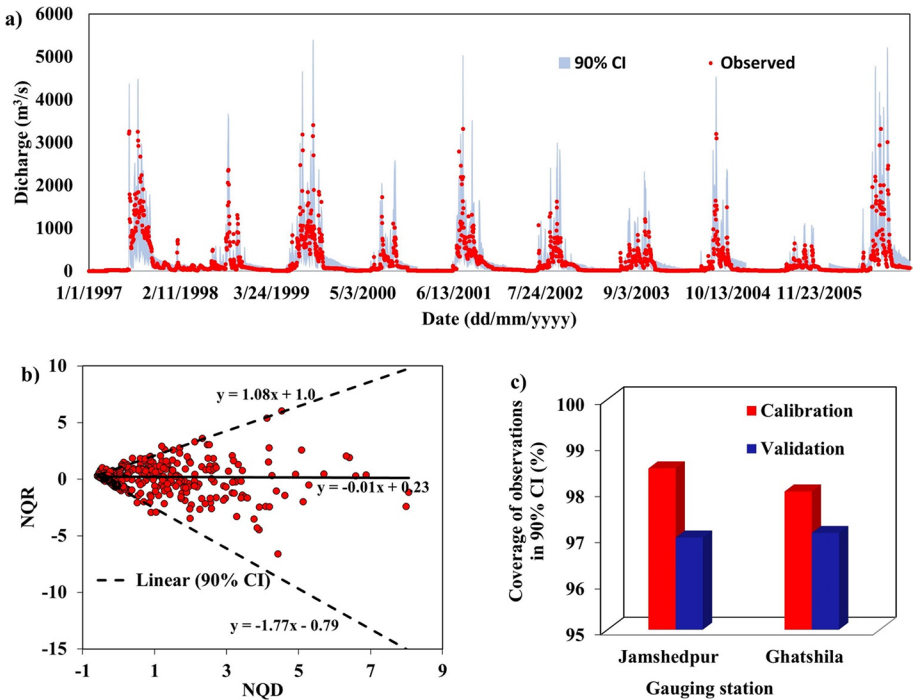 a)
6000
5000
4000
3000
2000
1000
0
Dicharge (m³/s)
90% CI
Observed
1/1/1997 2/11/1998 3/24/1999 5/3/2000 6/13/2001 7/24/2002 9/3/2003 10/13/2004 11/23/2005
Date (dd/mm/yyyy)
b)
10
5
0
-5
-10
-15
NQR
y = 1.08x + 1.0
y = -0.01x + 0.23
Linear (90% CI)
y = -1.77x - 0.79
-1 1 3 5 7 9
NQD
c)
100
99
98
97
96
95
Coverage of observations
in 90% CI (%)
Calibration
Validation
Jamshedpur Ghatshila
Gauging station